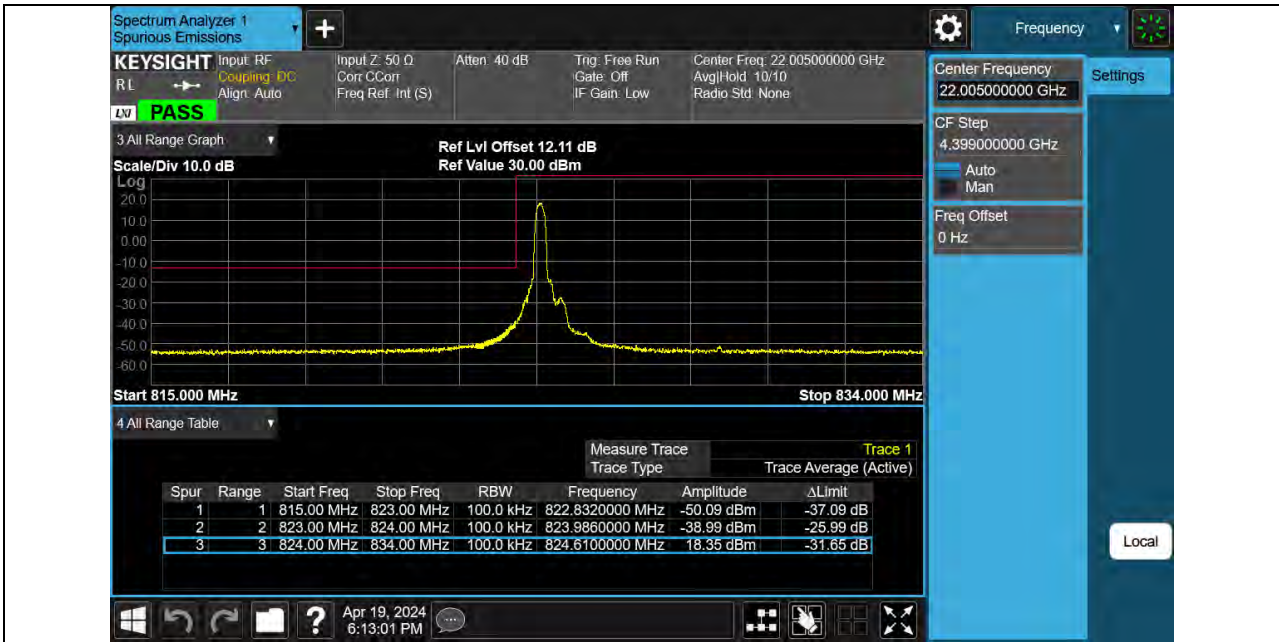 Spectrum Analyzer 1
Spurious Emissions
Frequency
KEYSIGHT
RL
LXI
PASS
Input: RF
Coupling: DC
Align: Auto
Input Z: 50 Ω
Corr CCorr
Freq Ref: Int (S)
Atten: 40 dB
Trig: Free Run
Gate: Off
IF Gain: Low
Center Freq: 22.005000000 GHz
Avg|Hold: 10/10
Radio Std: None
Center Frequency
22.005000000 GHz
Settings
CF Step
4.399000000 GHz
Auto
Man
Freq Offset
0 Hz
3 All Range Graph
Scale/Div 10.0 dB
Ref Lvl Offset 12.11 dB
Ref Value 30.00 dBm
Log
20.0
10.0
0.00
-10.0
-20.0
-30.0
-40.0
-50.0
-60.0
Start 815.000 MHz
Stop 834.000 MHz
4 All Range Table
Measure Trace Trace 1
Trace Type Trace Average (Active)
Spur Range Start Freq Stop Freq RBW Frequency Amplitude ΔLimit
1 1 815.00 MHz 823.00 MHz 100.0 kHz 822.8320000 MHz -50.09 dBm -37.09 dB
2 2 823.00 MHz 824.00 MHz 100.0 kHz 823.9860000 MHz -38.99 dBm -25.99 dB
3 3 824.00 MHz 834.00 MHz 100.0 kHz 824.6100000 MHz 18.35 dBm -31.65 dB
Local
Apr 19, 2024
6:13:01 PM